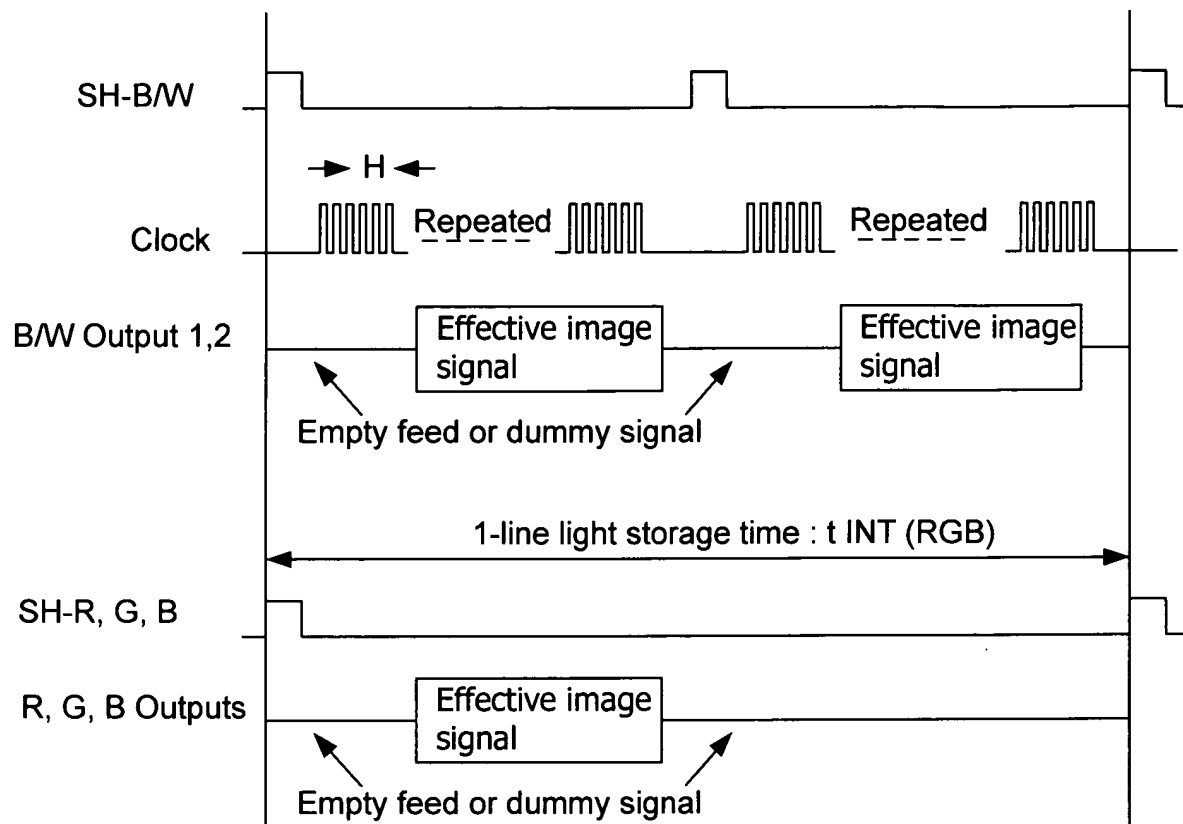 SH-B/W
H
Clock
Repeated
Repeated
B/W Output 1,2
Effective image
signal
Effective image
signal
Empty feed or dummy signal
1-line light storage time : t INT (RGB)
SH-R, G, B
R, G, B Outputs
Effective image
signal
Empty feed or dummy signal